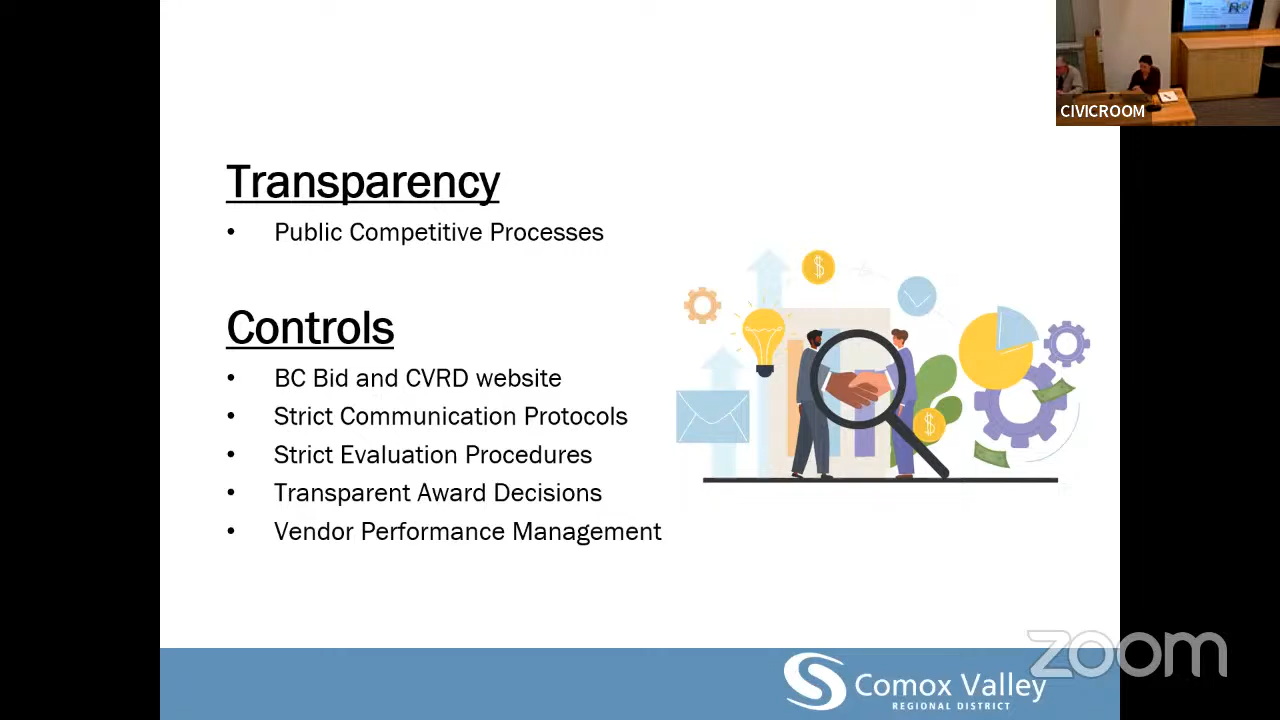 CIVICROOM
Transparency
• Public Competitive Processes
Controls
• BC Bid and CVRD website
• Strict Communication Protocols
• Strict Evaluation Procedures
• Transparent Award Decisions
• Vendor Performance Management
$
$
zoom
Comox Valley
REGIONAL DISTRICT